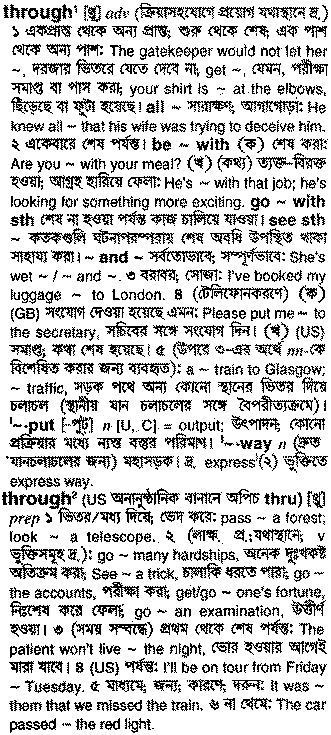 through¹ [থ্রূ] adv (ক্রিয়াসহযোগে প্রয়োগ যথাস্থানে দ্র.)
১ একপ্রান্ত থেকে অন্য প্রান্ত; শুরু থেকে শেষ; এক পাশ
থেকে অন্য পাশ: The gatekeeper would not let her
~, দরজার ভিতরে যেতে দেবে না; get ~, যেমন, পরীক্ষা
সমাপ্ত বা পাস করা; your shirt is ~ at the elbows,
ছিঁড়েছে বা ফুটা হয়েছে। all ~ সারাক্ষণ; আগাগোড়া: He
knew all ~ that his wife was trying to deceive him.
২ একেবারে শেষ পর্যন্ত। be ~ with (ক) শেষ করা:
Are you ~ with your meal? (খ) (কথ্য) ত্যক্ত-বিরক্ত
হওয়া; আগ্রহ হারিয়ে ফেলা: He's ~ with that job; he's
looking for something more exciting. go ~ with
sth শেষ না হওয়া পর্যন্ত কাজ চালিয়ে যাওয়া। see sth
~ কতকগুলি ঘটনাপরম্পরায় শেষ অবধি উপস্থিত থাকা
সাহায্য করা। ~ and ~ সর্বতোভাবে; সম্পূর্ণভাবে: She's
wet ~ / ~ and ~. ৩ বরাবর; সোজা: I've booked my
luggage ~ to London. ৪ (টেলিফোনকরণে) (ক)
(GB) সংযোগ দেওয়া হয়েছে এমন: Please put me ~ to
the secretary, সচিবের সঙ্গে সংযোগ দিন। (খ) (US)
সমাপ্ত; কথা শেষ হয়েছে। ৫ (উপরে ৩-এর অর্থে nn-কে
বিশেষিত করার জন্য ব্যবহৃত): a ~ train to Glasgow;
~ traffic, সড়ক পথে অন্য কোনো স্থানের ভিতর দিয়ে
চলাচল (স্থানীয় যান চলাচলের সঙ্গে বৈপরীত্যক্রমে)।
'~-put [-পুট্] n [U, C] = output; উৎপাদন; কোনো
প্রক্রিয়ার মধ্যে ন্যস্ত বস্তুর পরিমাণ। '~-way n (দ্রুত
যানচলাচলের জন্য) মহাসড়ক। দ্র. express¹(২) ভুক্তিতে
express way.
through² (US অনানুষ্ঠানিক বানানে অপিচ thru) [থ্রূ]
prep ১ ভিতর/মধ্য দিয়ে; ভেদ করে: pass ~ a forest;
look ~ a telescope. ২ (লাক্ষ. প্র.; যথাস্থানে; v
ভুক্তিসমূহ দ্র.): go ~ many hardships, অনেক দুঃখকষ্ট
অতিক্রম করা; See ~ a trick, চালাকি ধরতে পারা; go ~
the accounts, পরীক্ষা করা; get/go ~ one's fortune,
নিঃশেষ করে ফেলা; go ~ an examination, উত্তীর্ণ
হওয়া। ৩ (সময় সম্বন্ধে) প্রথম থেকে শেষ পর্যন্ত: The
patient won't live ~ the night, ভোর হওয়ার আগেই
মারা যাবে। ৪ (US) পর্যন্ত: I'll be on tour from Friday
~ Tuesday. ৫ মাধ্যমে; জন্য; কারণে; দরুন: It was ~
them that we missed the train. ৬ না থেমে: The car
passed ~ the red light.